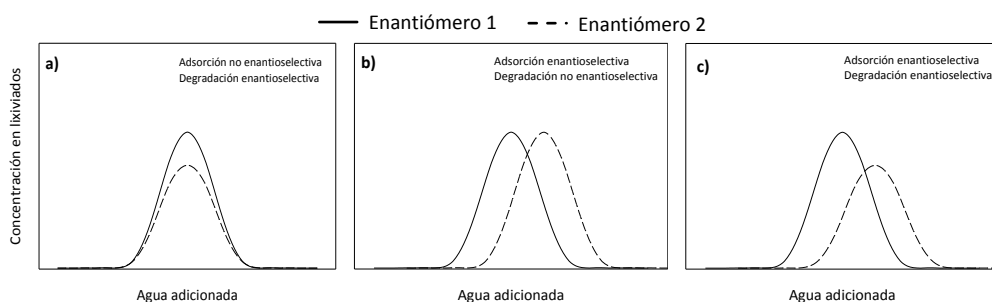 Enantiómero 1 Enantiómero 2
a)
Adsorción no enantioselectiva
Degradación enantioselectiva
b)
Adsorción enantioselectiva
Degradación no enantioselectiva
c)
Adsorción enantioselectiva
Degradación enantioselectiva
Concentración en lixiviados
Agua adicionada
Agua adicionada
Agua adicionada